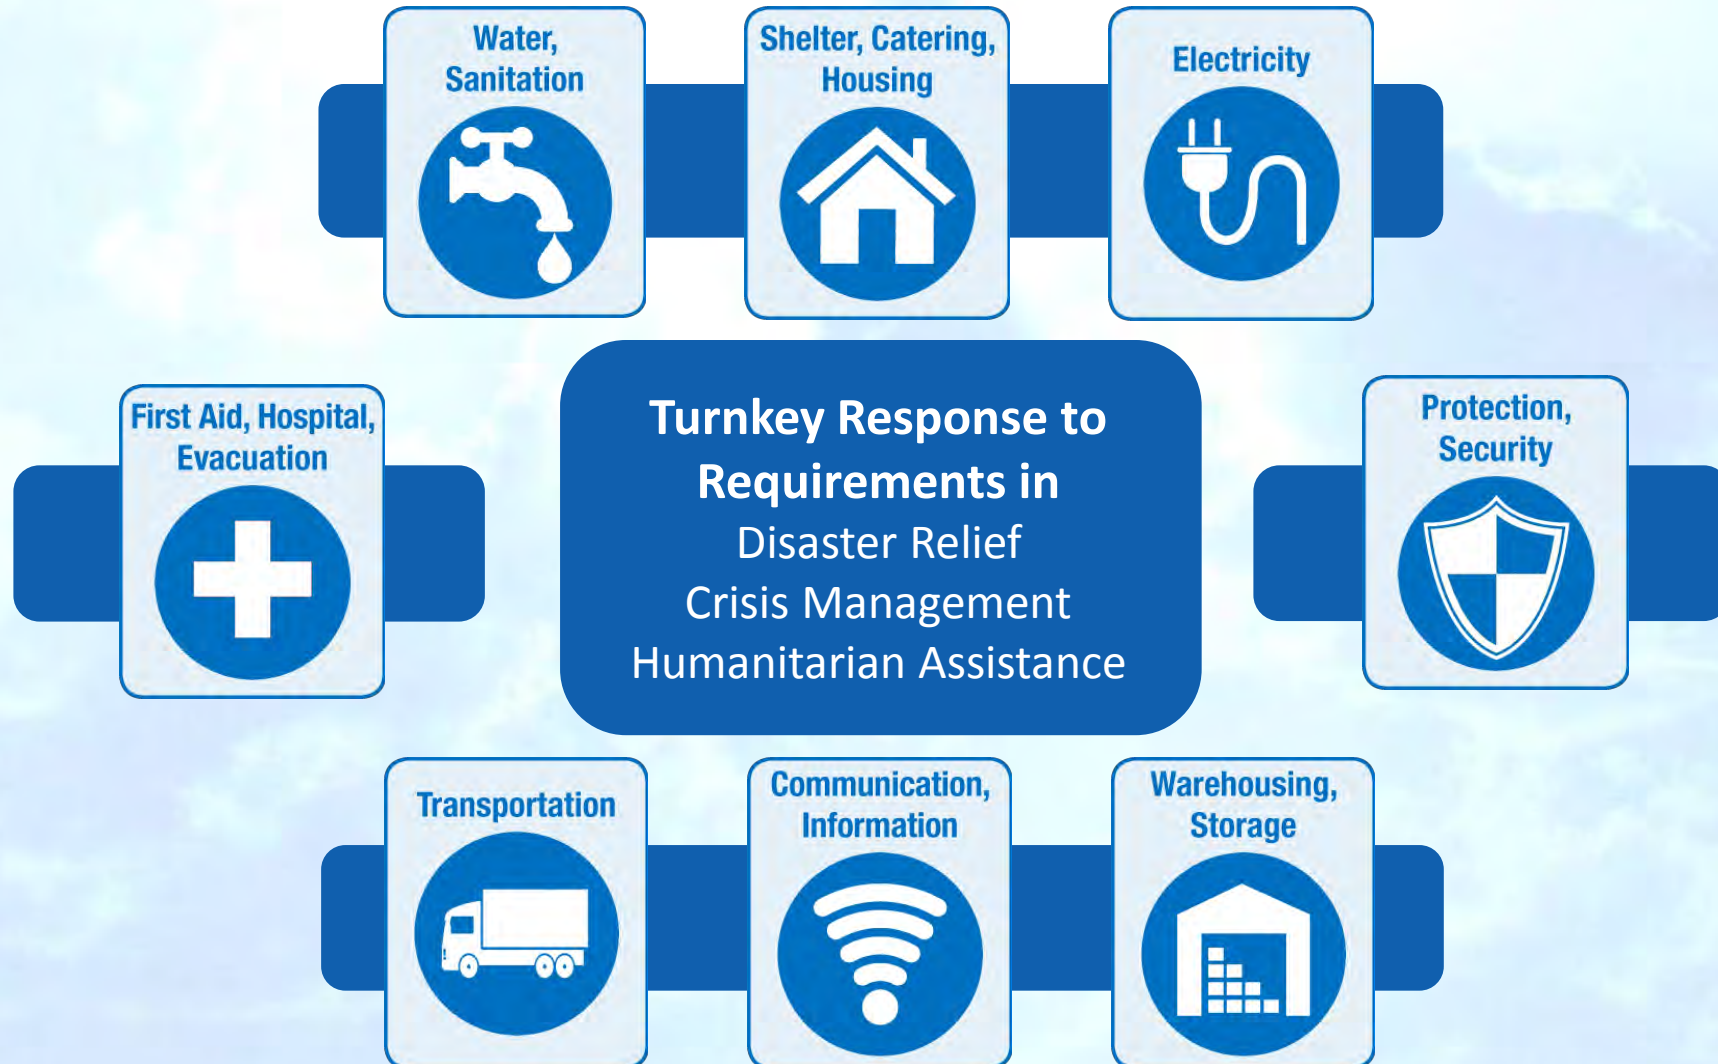 Water,
Sanitation
Shelter, Catering,
Housing
Electricity
First Aid, Hospital,
Evacuation
Turnkey Response to
Requirements in
Disaster Relief
Crisis Management
Humanitarian Assistance
Protection,
Security
Transportation
Communication,
Information
Warehousing,
Storage